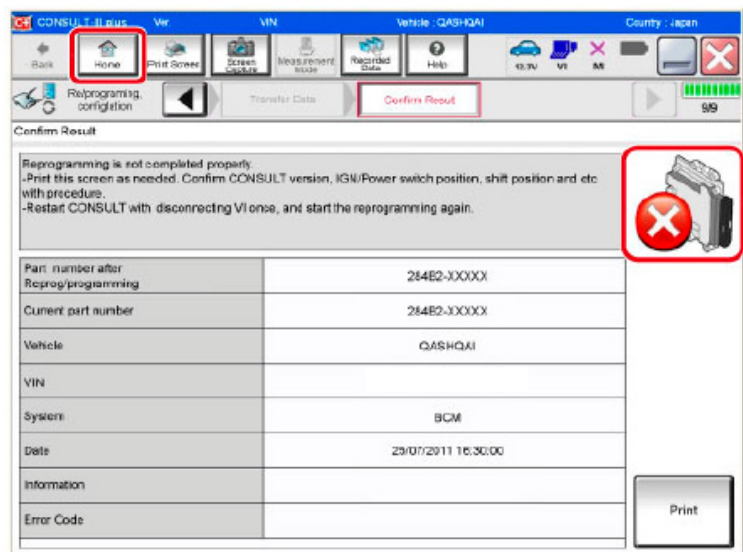 CONSULT-III plus Ver. VIN Vehicle : QASHQAI Country : Japan
Back
Home
Print Screen
Screen Capture
Measurement Mode
Recorded Data
Help
13.3V
VI
MI
Re/programing, configlation
Transfer Data
Confirm Result
9/9
Confirm Result
Reprogramming is not completed properly.
-Print this screen as needed. Confirm CONSULT version, IGN/Power switch position, shift position and etc
with procedure.
-Restart CONSULT with disconnecting VI once, and start the reprogramming again.
Part number after
Reprog/programming
284B2-XXXXX
Current part number
284B2-XXXXX
Vehicle
QASHQAI
VIN
System
BCM
Date
25/07/2011 16:30:00
Information
Error Code
Print